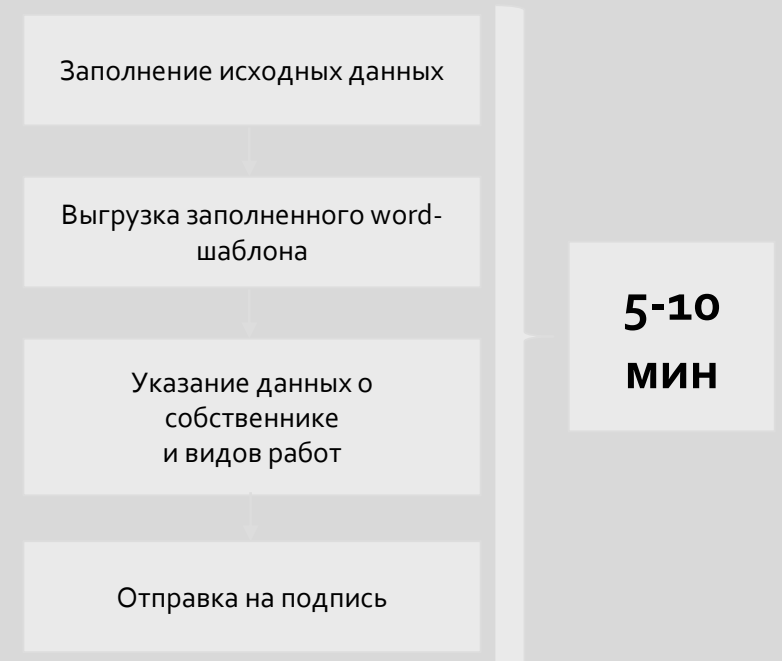 Заполнение исходных данных
Выгрузка заполненного word-
шаблона
Указание данных о
собственнике
и видов работ
Отправка на подпись
5-10
мин